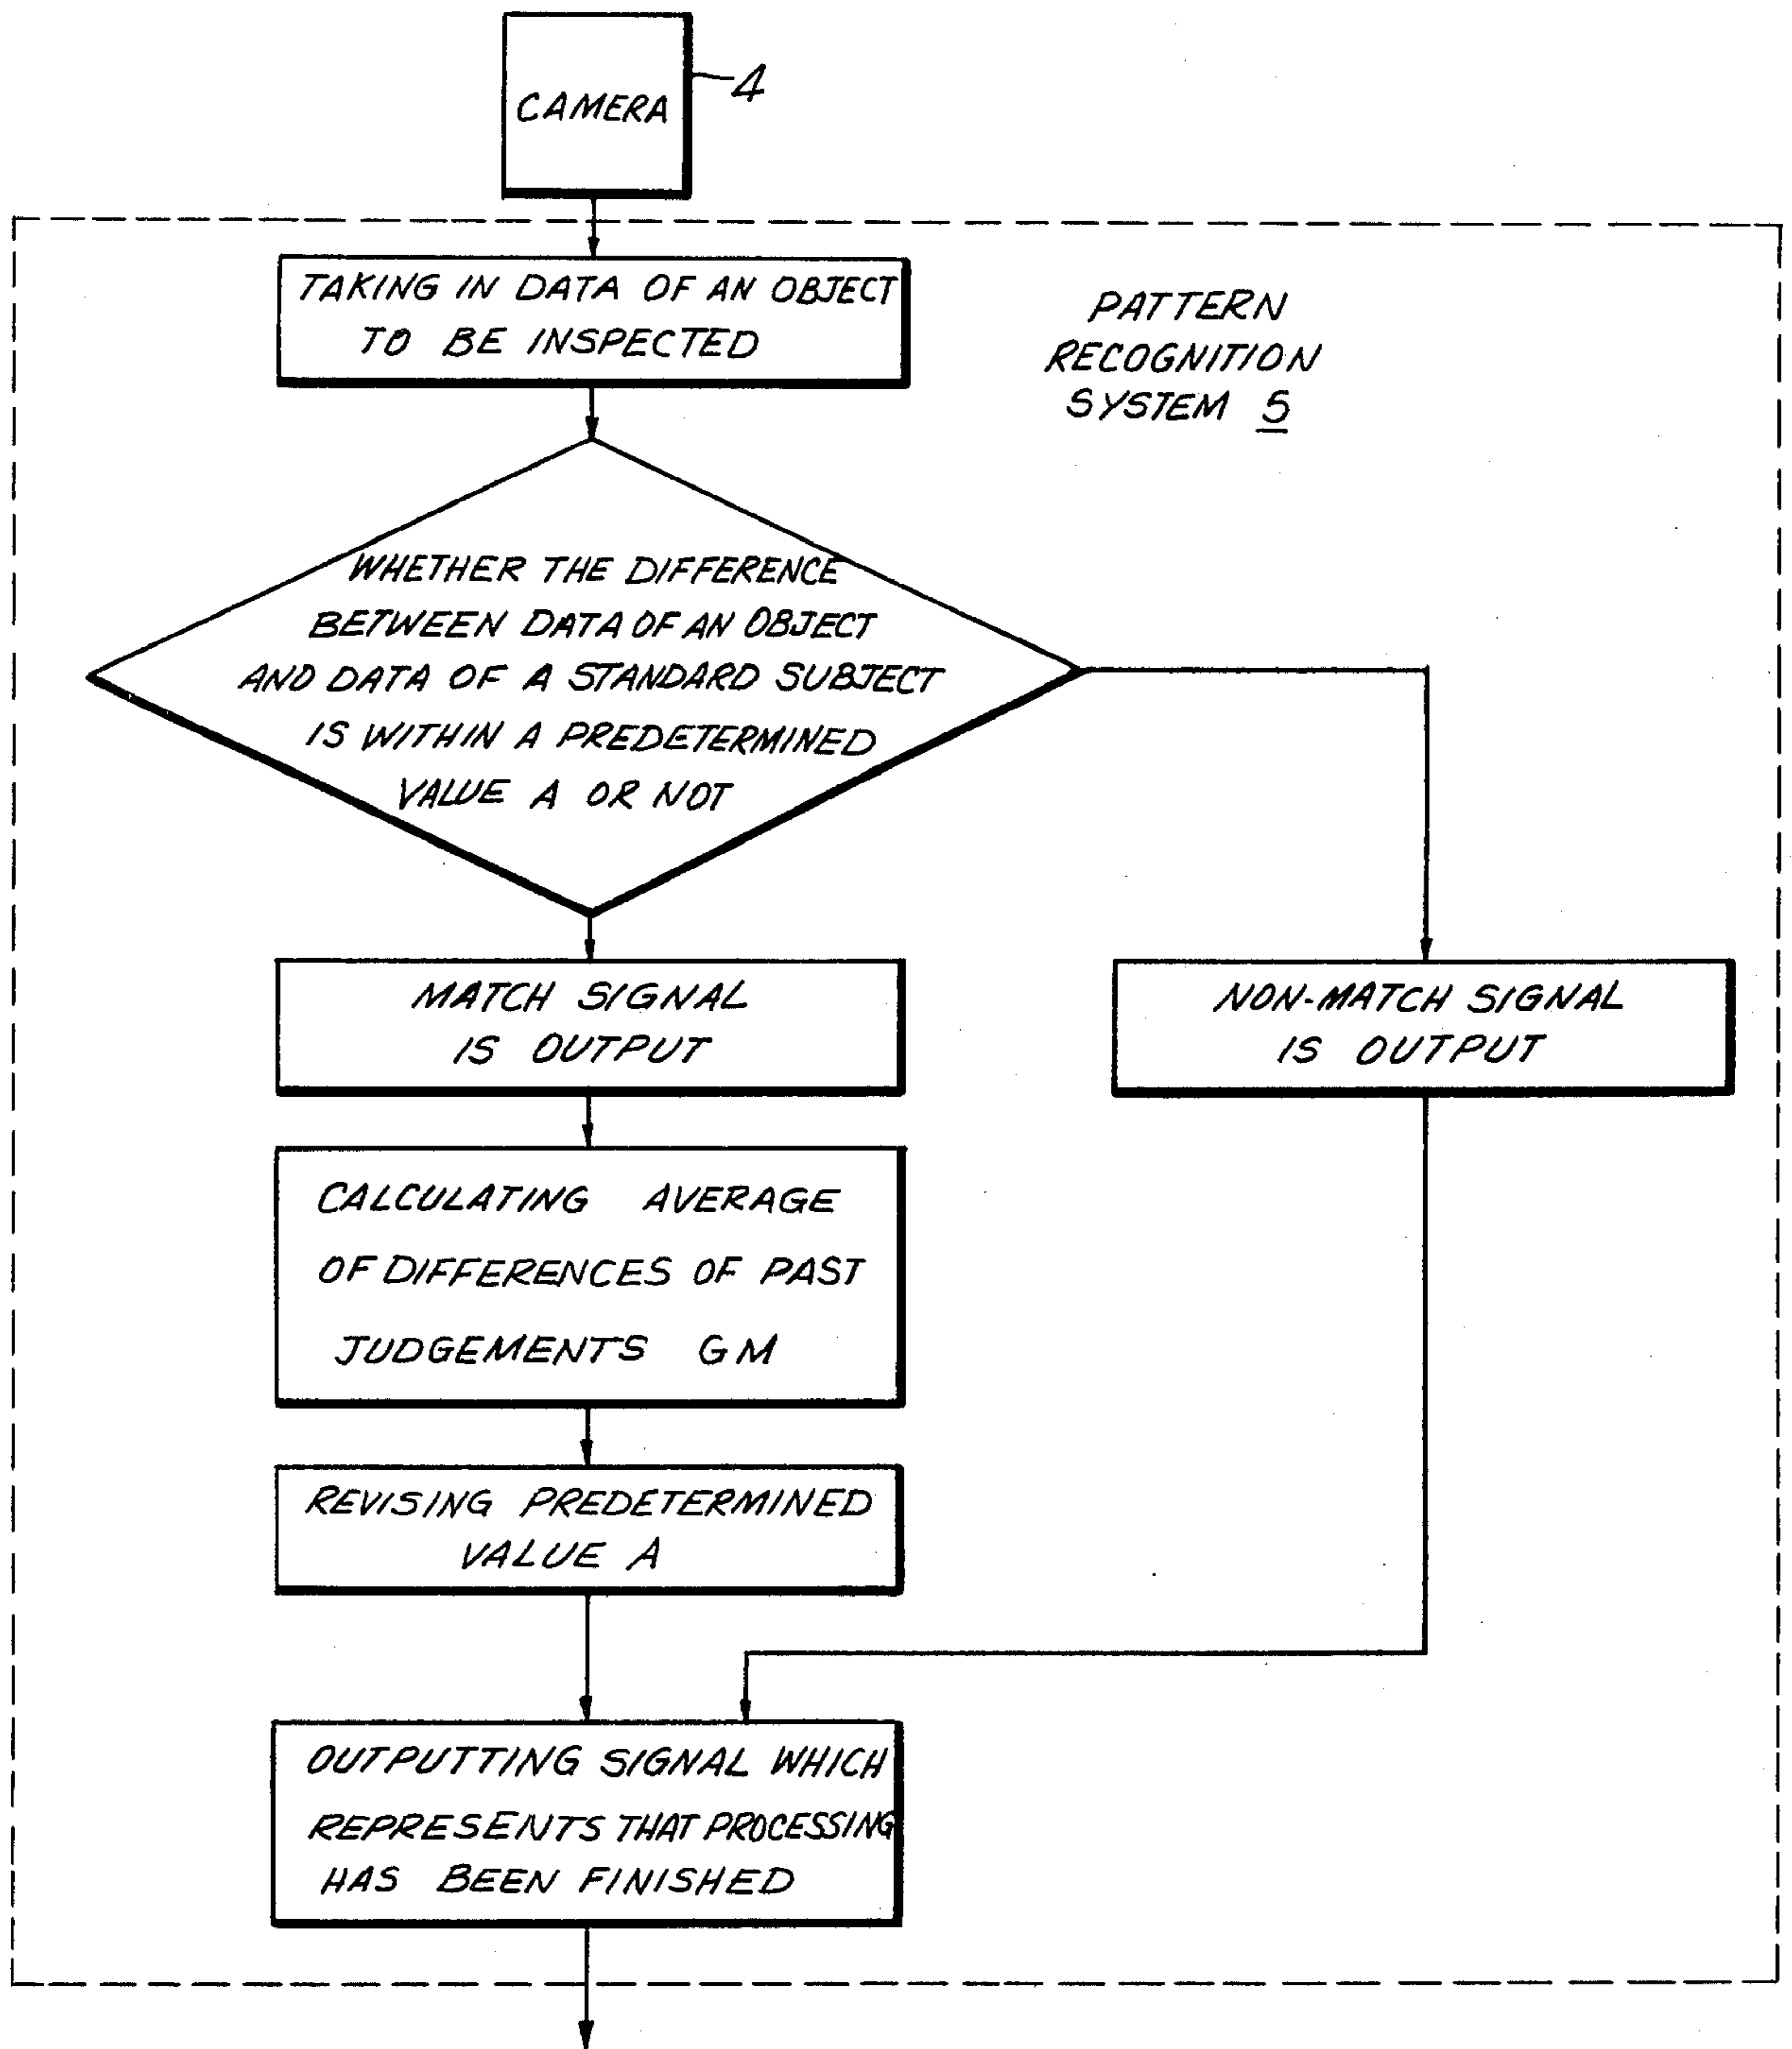 CAMERA
4
TAKING IN DATA OF AN OBJECT
TO BE INSPECTED
PATTERN
RECOGNITION
SYSTEM 5
WHETHER THE DIFFERENCE
BETWEEN DATA OF AN OBJECT
AND DATA OF A STANDARD SUBJECT
IS WITHIN A PREDETERMINED
VALUE A OR NOT
MATCH SIGNAL
IS OUTPUT
NON-MATCH SIGNAL
IS OUTPUT
CALCULATING AVERAGE
OF DIFFERENCES OF PAST
JUDGEMENTS GM
REVISING PREDETERMINED
VALUE A
OUTPUTTING SIGNAL WHICH
REPRESENTS THAT PROCESSING
HAS BEEN FINISHED